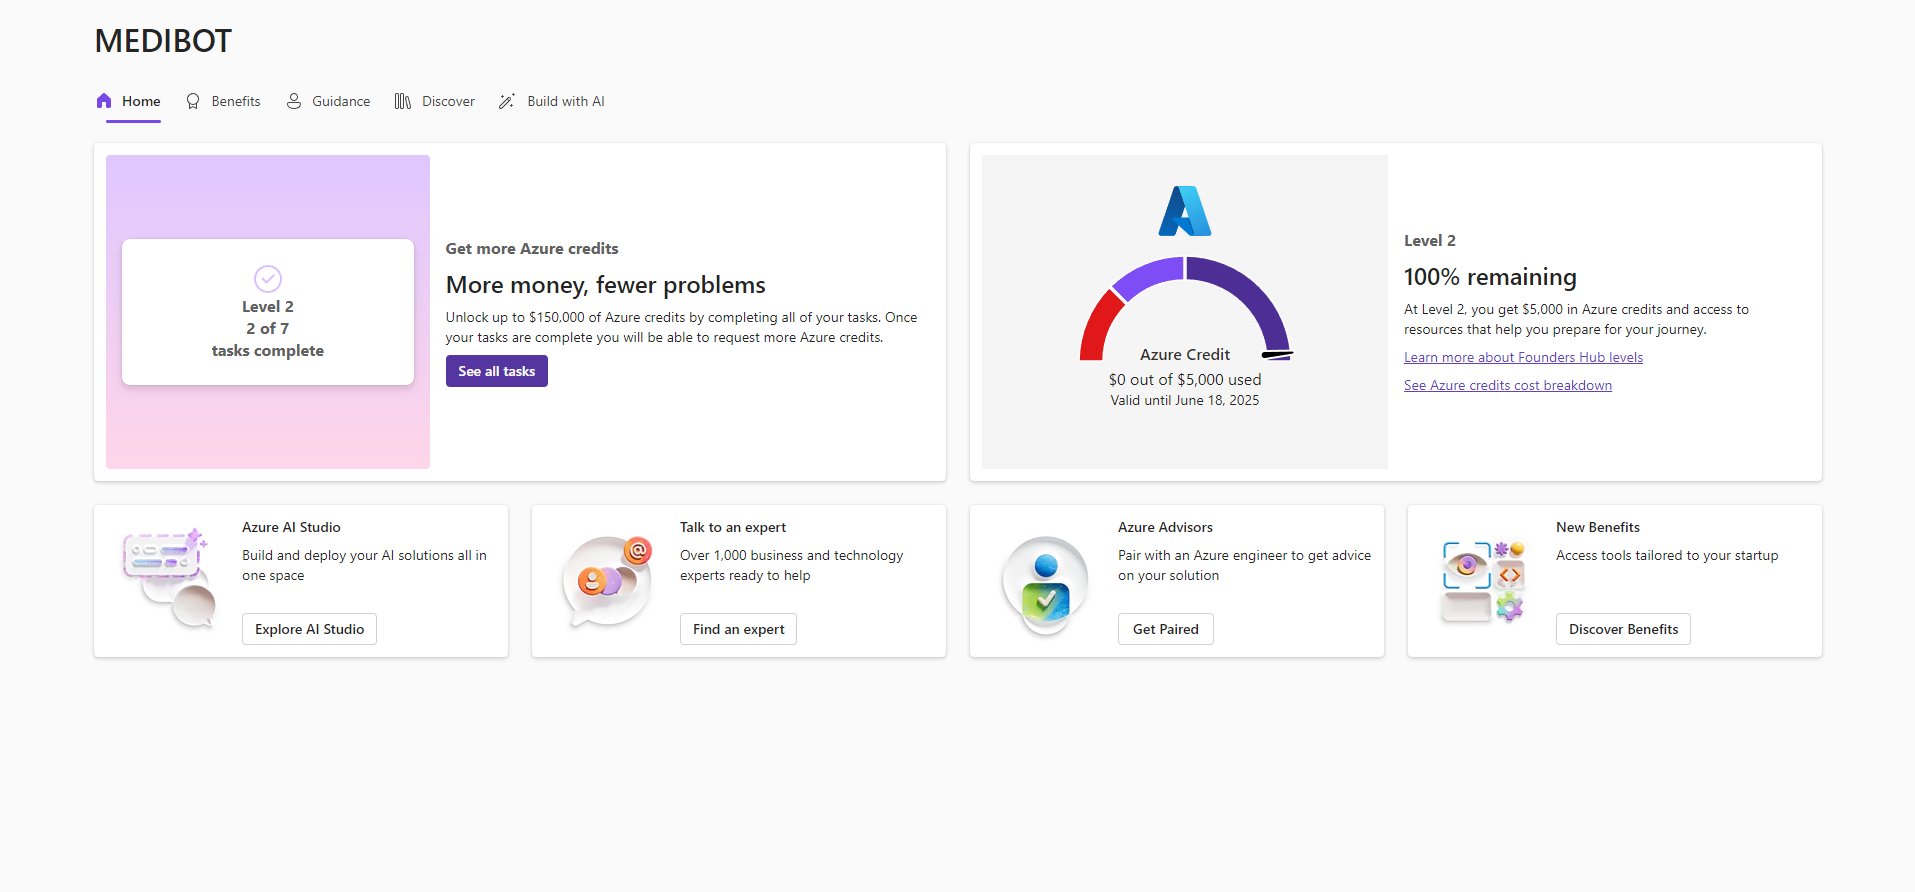 MEDIBOT
Home
Benefits
Guidance
Discover
Build with AI
Level 2
2 of 7
tasks complete
Get more Azure credits
More money, fewer problems
Unlock up to $150,000 of Azure credits by completing all of your tasks. Once
your tasks are complete you will be able to request more Azure credits.
See all tasks
Azure Credit
$0 out of $5,000 used
Valid until June 18, 2025
Level 2
100% remaining
At Level 2, you get $5,000 in Azure credits and access to
resources that help you prepare for your journey.
Learn more about Founders Hub levels
See Azure credits cost breakdown
Azure AI Studio
Build and deploy your AI solutions all in
one space
Explore AI Studio
Talk to an expert
Over 1,000 business and technology
experts ready to help
Find an expert
Azure Advisors
Pair with an Azure engineer to get advice
on your solution
Get Paired
New Benefits
Access tools tailored to your startup
Discover Benefits